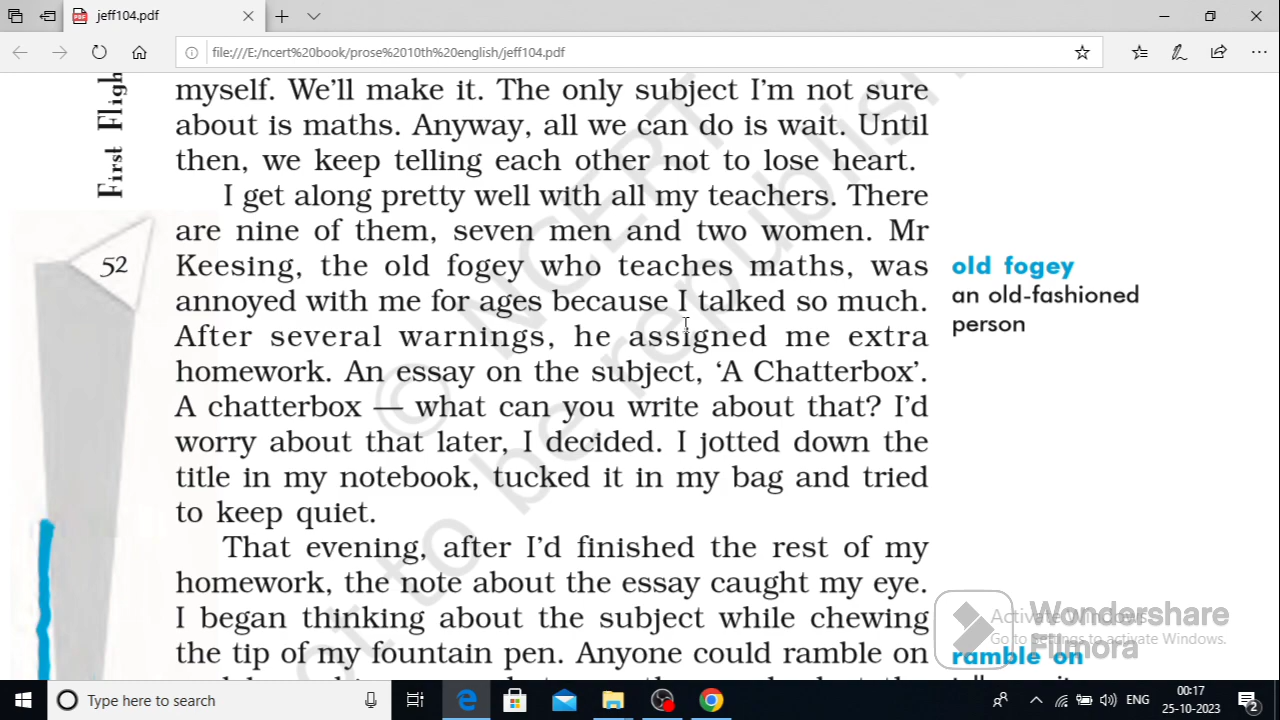 jeff104.pdf
file:///E:/ncert%20book/prose%2010th%20english/jeff104.pdf
First Fligh
myself. We'll make it. The only subject I'm not sure
about is maths. Anyway, all we can do is wait. Until
then, we keep telling each other not to lose heart.
I get along pretty well with all my teachers. There
are nine of them, seven men and two women. Mr
52
Keesing, the old fogey who teaches maths, was
annoyed with me for ages because I talked so much.
After several warnings, he assigned me extra
homework. An essay on the subject, ‘A Chatterbox’.
A chatterbox — what can you write about that? I'd
worry about that later, I decided. I jotted down the
title in my notebook, tucked it in my bag and tried
to keep quiet.
That evening, after I'd finished the rest of my
homework, the note about the essay caught my eye.
I began thinking about the subject while chewing
the tip of my fountain pen. Anyone could ramble on
old fogey
an old-fashioned
person
ramble on
© NCERT
not to be republish
Activate Windows
Go to Settings to activate Windows.
Wondershare
Filmora
Type here to search
ENG
00:17
25-10-2023
2